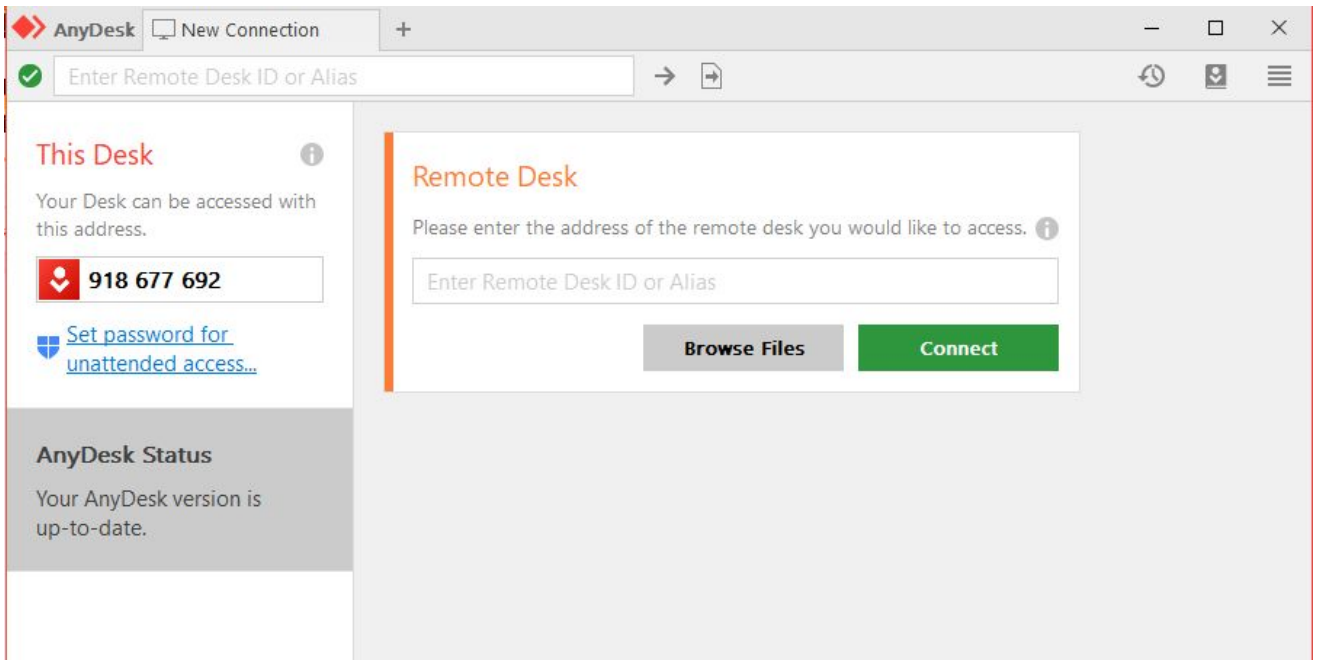 AnyDesk
New Connection
+
Enter Remote Desk ID or Alias
This Desk
Your Desk can be accessed with
this address.
918 677 692
Set password for
unattended access...
AnyDesk Status
Your AnyDesk version is
up-to-date.
Remote Desk
Please enter the address of the remote desk you would like to access.
Enter Remote Desk ID or Alias
Browse Files
Connect